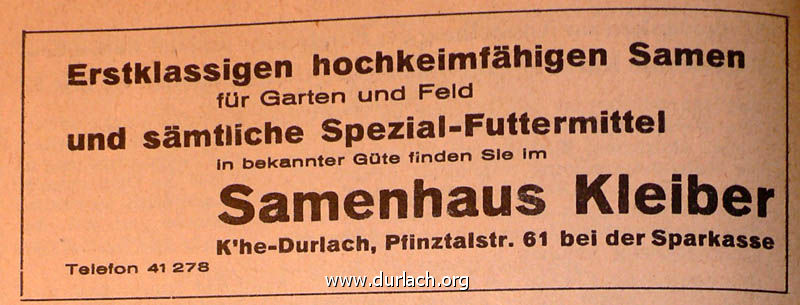 Erstklassigen hochkeimfähigen Samen
für Garten und Feld
und sämtliche Spezial-Futtermittel
in bekannter Güte finden Sie im
Samenhaus Kleiber
K'he-Durlach, Pfinztalstr. 61 bei der Sparkasse
Telefon 41 278
www.durlach.org